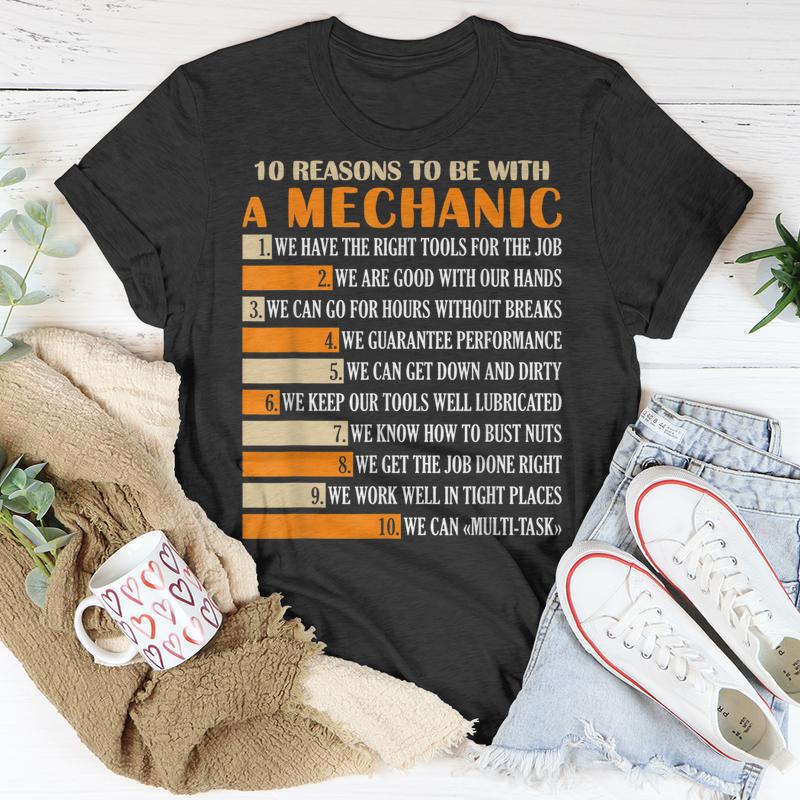 10 REASONS TO BE WITH
A MECHANIC
1. WE HAVE THE RIGHT TOOLS FOR THE JOB
2. WE ARE GOOD WITH OUR HANDS
3. WE CAN GO FOR HOURS WITHOUT BREAKS
4. WE GUARANTEE PERFORMANCE
5. WE CAN GET DOWN AND DIRTY
6. WE KEEP OUR TOOLS WELL LUBRICATED
7. WE KNOW HOW TO BUST NUTS
8. WE GET THE JOB DONE RIGHT
9. WE WORK WELL IN TIGHT PLACES
10. WE CAN «MULTI-TASK»